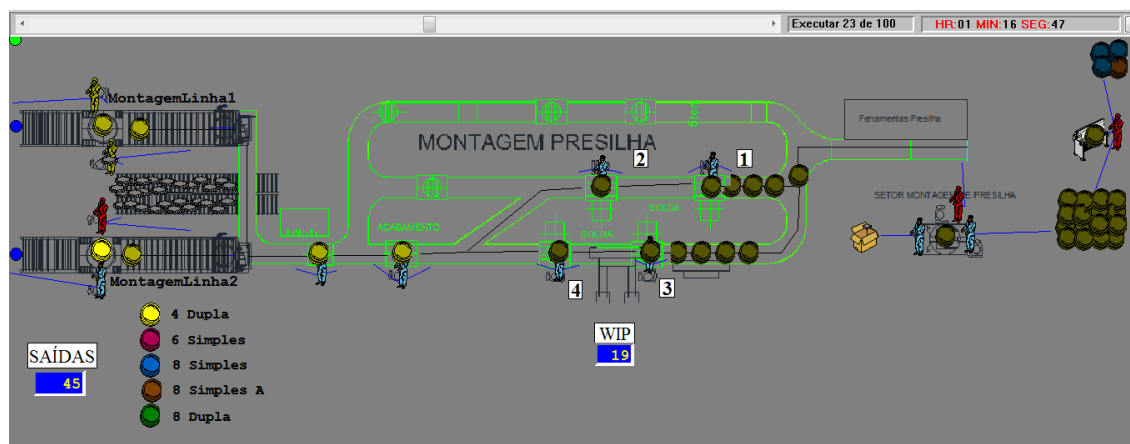 Executar 23 de 100
HR:01 MIN:16 SEG:47
MontagemLinha1
MONTAGEM PRESILHA
Ferramentas Presilha
2
1
SETOR MONTAGEM DE PRESILHA
SOLDA
ACABAMENTO
SOLDA
MontagemLinha2
4
3
4 Dupla
6 Simples
8 Simples
8 Simples A
8 Dupla
SAÍDAS
45
WIP
19